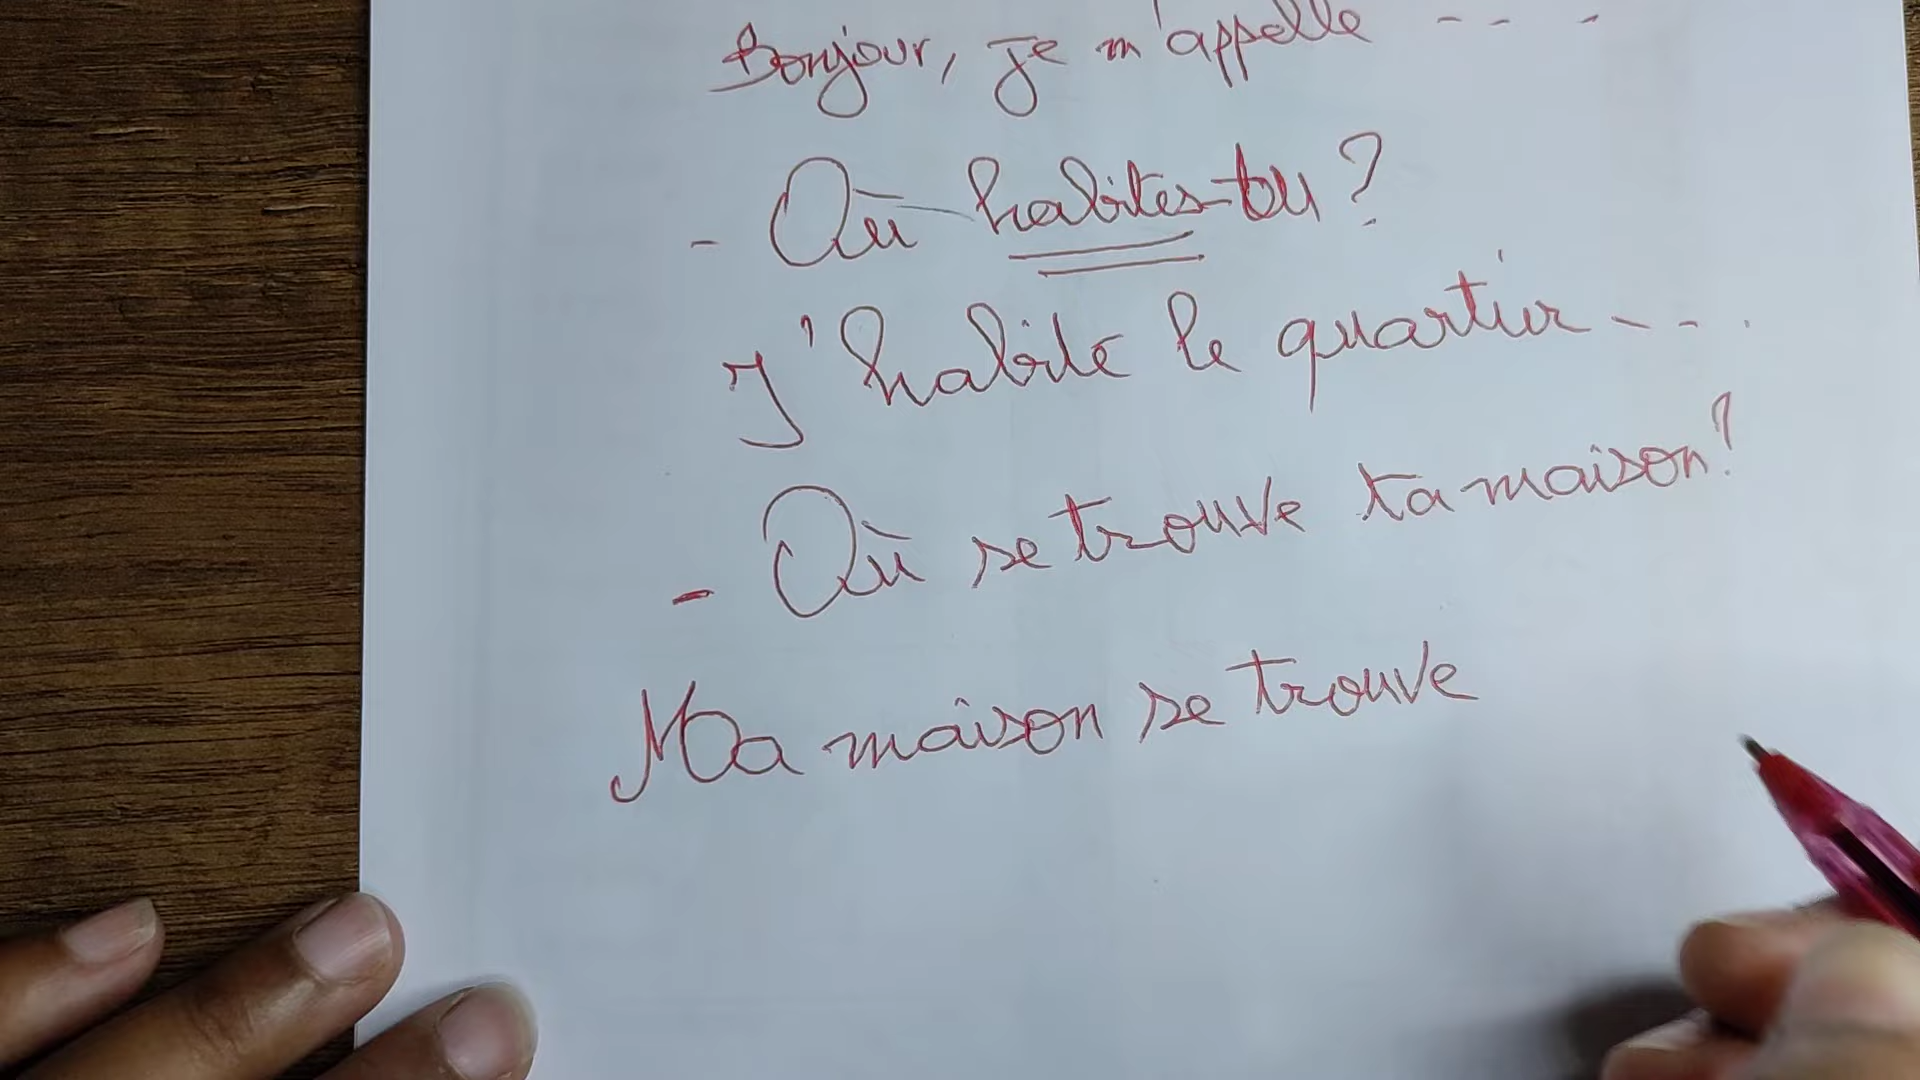 Bonjour, je m'appelle - - -
- Où habites-tu ?
J'habite le quartier - - .
- Où se trouve ta maison ?
Ma maison se trouve